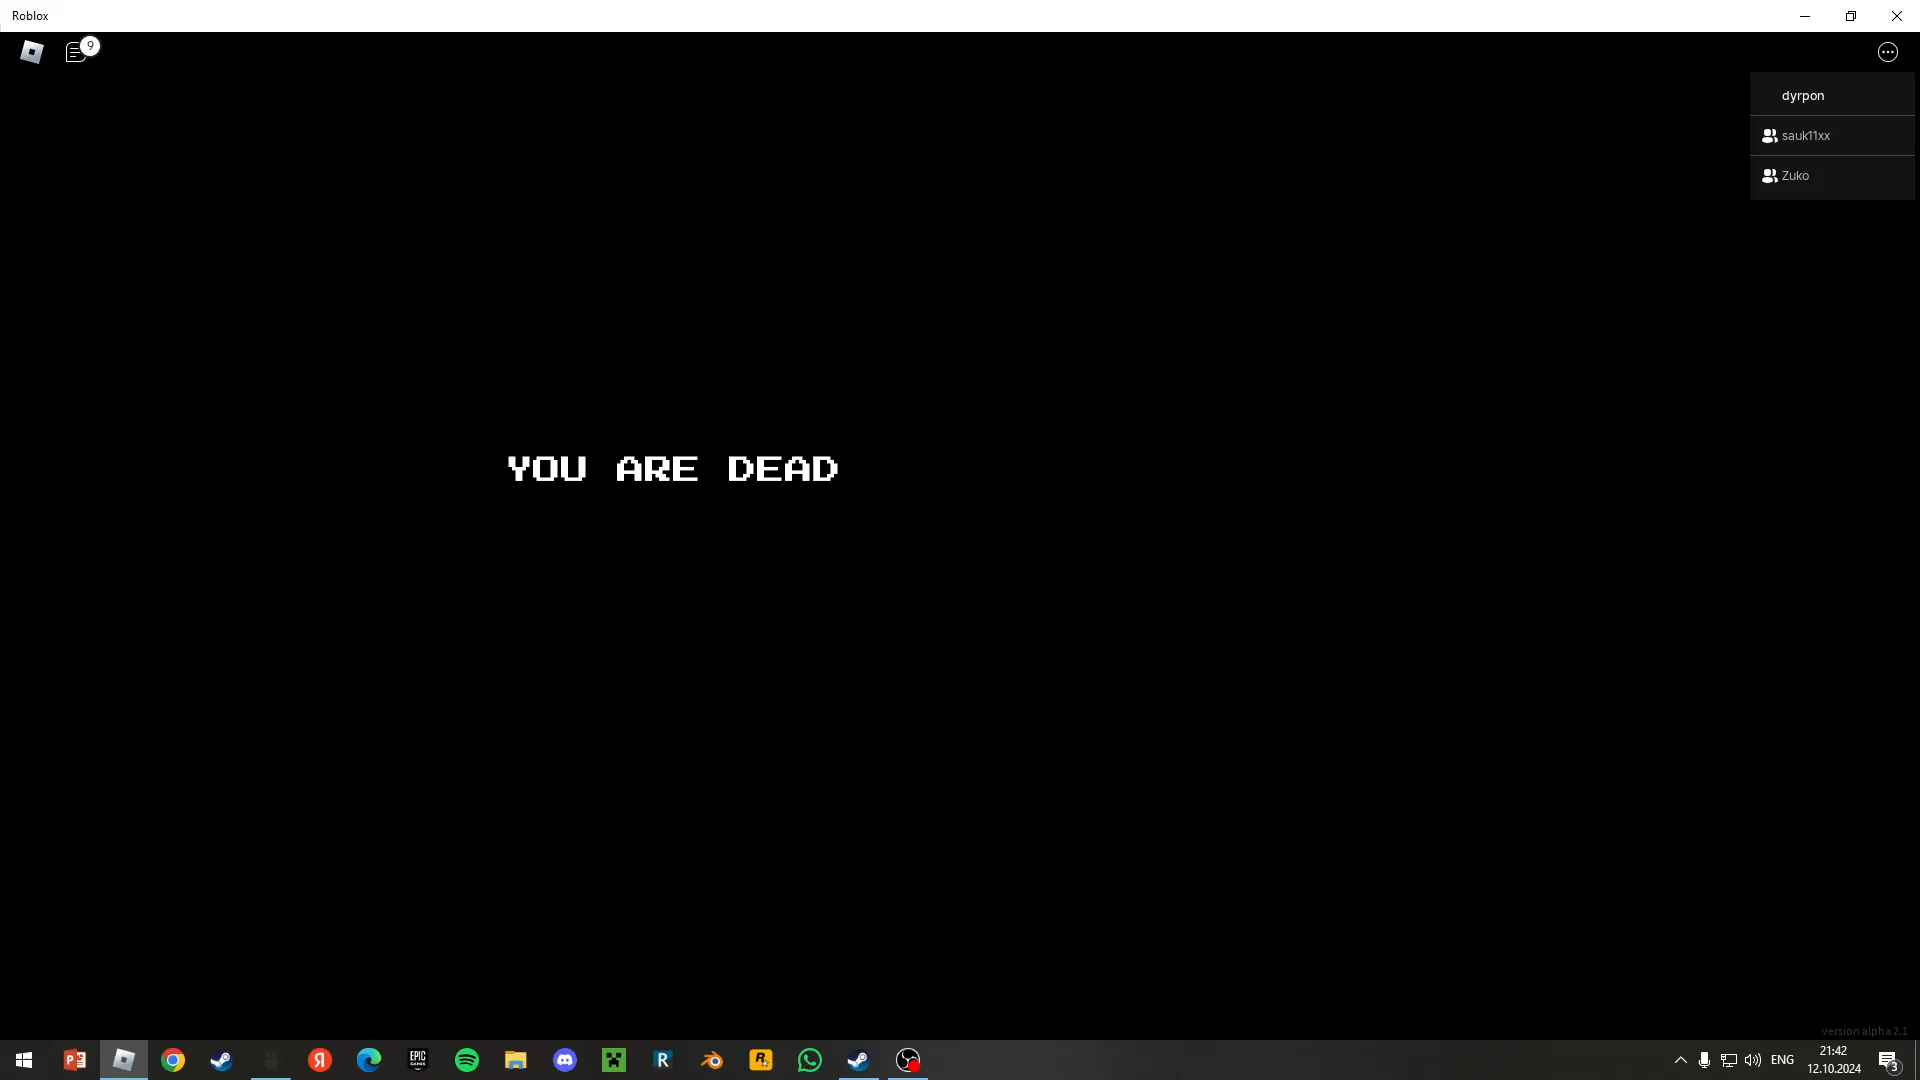 Roblox
9
dyrpon
sauk11xx
Zuko
YOU ARE DEAD
version alpha 2.1
P
Я
EPIC
GAMES
R
R
ENG
21:42
12.10.2024
3